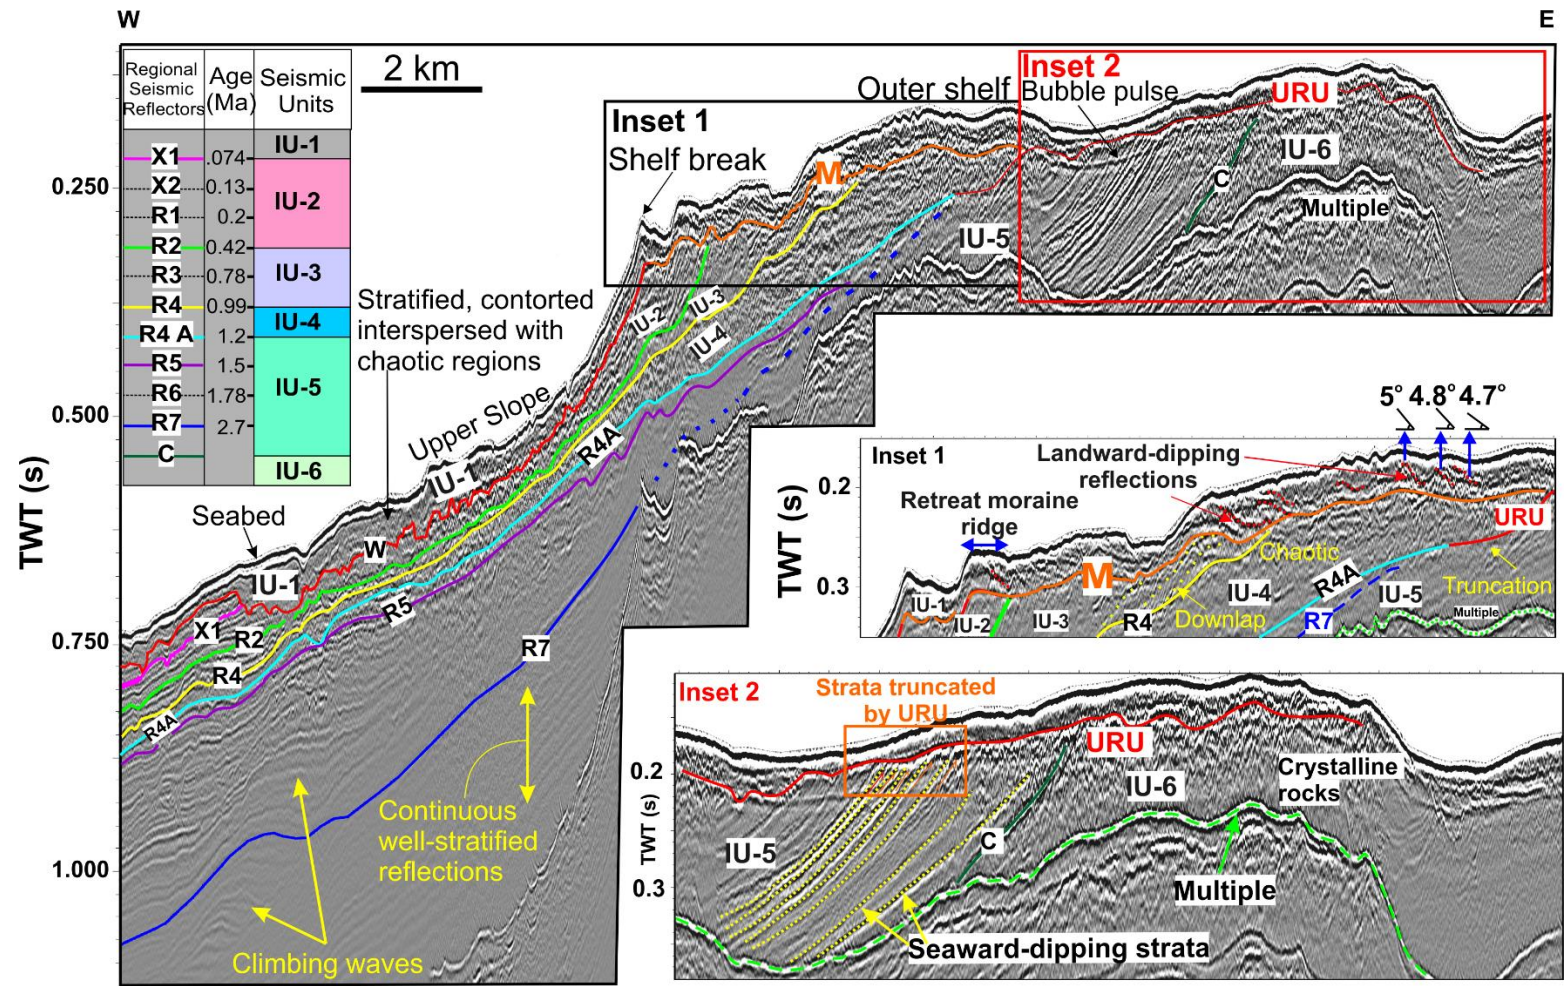 W
E
Regional
Seismic
Reflectors
Age
(Ma)
Seismic
Units
X1
.074
IU-1
X2
0.13
IU-2
R1
0.2
R2
0.42
R3
0.78
IU-3
R4
0.99
IU-4
R4 A
1.2
R5
1.5
IU-5
R6
1.78
R7
2.7
C
IU-6
2 km
TWT (s)
0.250
0.500
0.750
1.000
Inset 1
Shelf break
Outer shelf
Inset 2
Bubble pulse
URU
IU-6
C
Multiple
M
IU-5
Stratified, contorted
interspersed with
chaotic regions
Upper Slope
IU-2
IU-3
IU-4
R4A
IU-1
Seabed
W
IU-1
X1
R2
R4
R4A
R5
R7
Continuous
well-stratified
reflections
Climbing waves
Inset 1
TWT (s)
0.2
0.3
Landward-dipping
reflections
5° 4.8° 4.7°
Retreat moraine
ridge
M
URU
Chaotic
Truncation
IU-1
IU-2
IU-3
R4
Downlap
IU-4
R4A
R7
IU-5
Multiple
Inset 2
TWT (s)
0.2
0.3
Strata truncated
by URU
URU
IU-6
Crystalline
rocks
IU-5
C
Multiple
Seaward-dipping strata